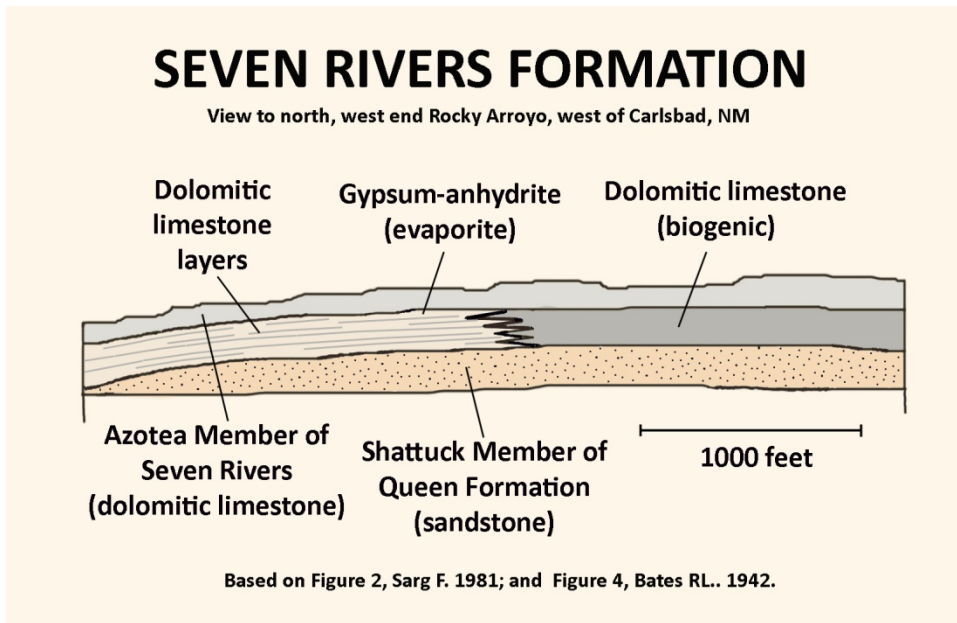 SEVEN RIVERS FORMATION
View to north, west end Rocky Arroyo, west of Carlsbad, NM
Dolomitic
limestone
layers
Gypsum-anhydrite
(evaporite)
Dolomitic limestone
(biogenic)
Azotea Member of
Seven Rivers
(dolomitic limestone)
Shattuck Member of
Queen Formation
(sandstone)
1000 feet
Based on Figure 2, Sarg F. 1981; and Figure 4, Bates RL.. 1942.